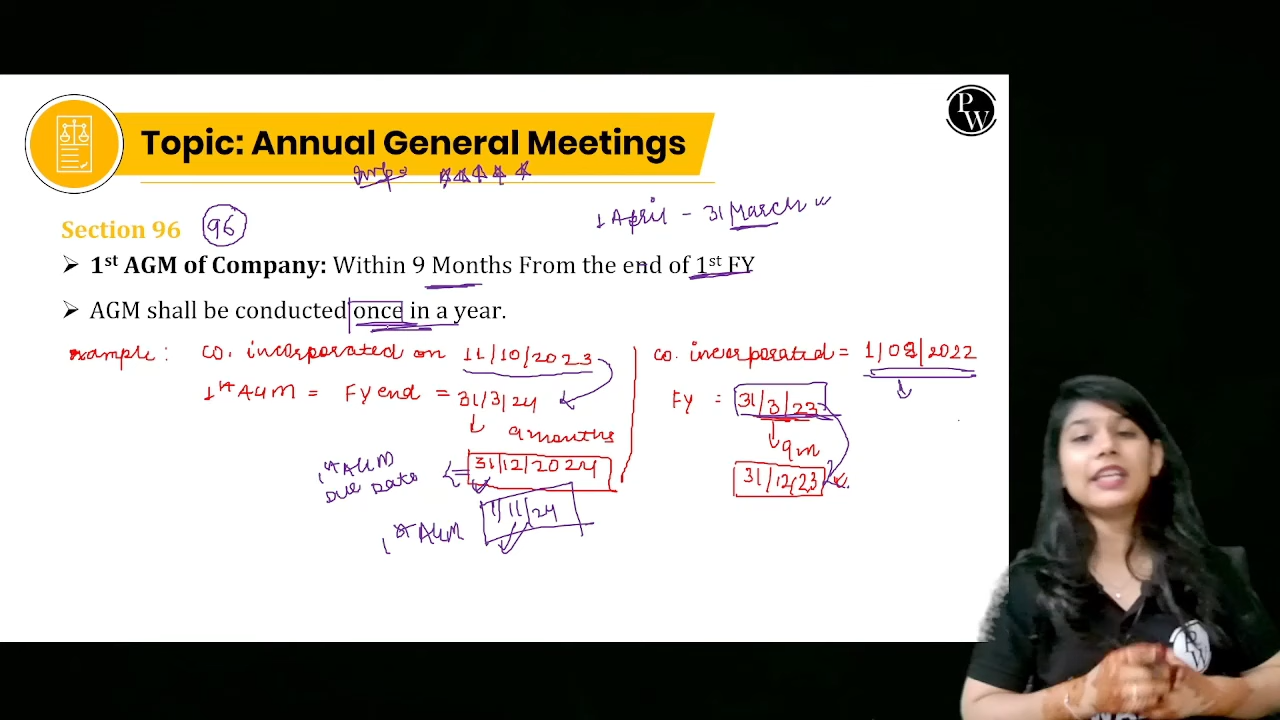 PW
Topic: Annual General Meetings
Imp.
Section 96
96
1 April - 31 March
➢ 1st AGM of Company: Within 9 Months From the end of 1st FY
➢ AGM shall be conducted once in a year.
example: co. incorporated on 11/10/2023
1st AGM = FY end = 31/3/24
9 months
31/12/2024
1st AGM
Due Date
1st AGM 1/11/24
co. incorporated = 1/08/2022
FY = 31/3/23
9m
31/12/23
PW